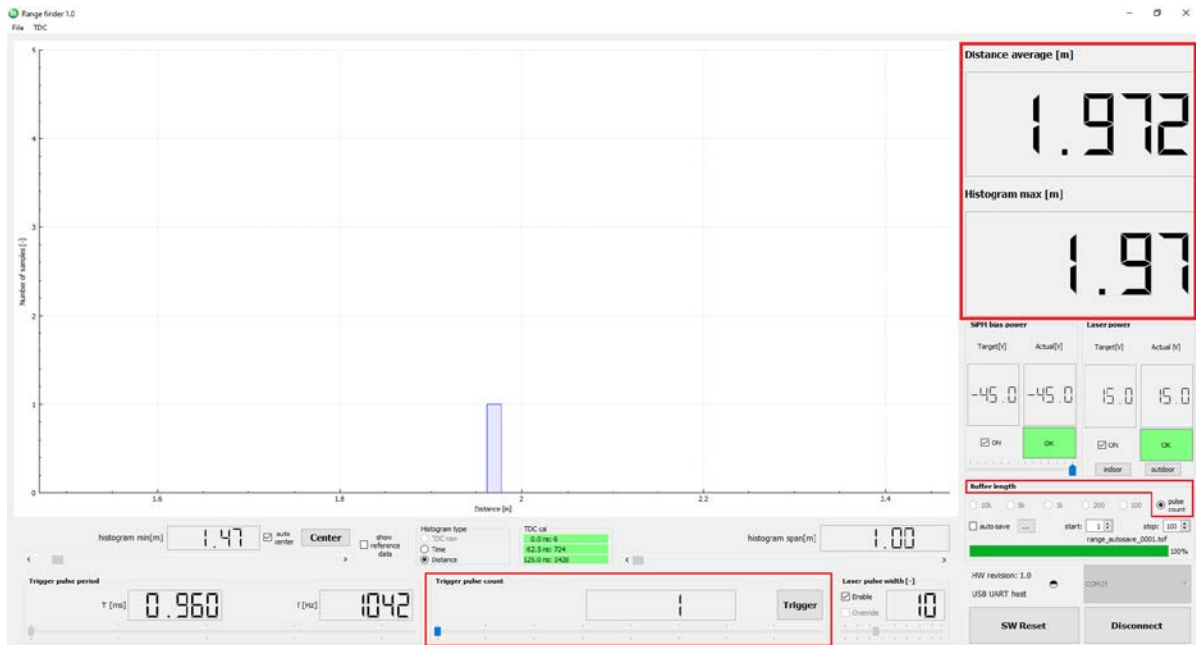 Range finder 1.0
File TDC
5
4
3
2
1
0
Number of samples [-]
1.6 1.8 2 2.2 2.4
Distance [m]
Distance average [m]
1.972
Histogram max [m]
1.97
SiPM bias power
Target[V] Actual[V]
-45.0 -45.0
ON OK
Laser power
Target[V] Actual [V]
15.0 15.0
ON OK
indoor outdoor
Buffer length
10k 5k 1k 200 100 pulse count
auto save ... start: 1 stop: 100
range_autosave_0001.tof
100%
histogram min[m] 1.47 auto center Center show reference data
Histogram type
TDC raw
Time
Distance
TDC cal
0.0 ns: 6
62.5 ns: 724
125.0 ns: 1428
histogram span[m] 1.00
Trigger pulse period
T [ms] 0.960 f [Hz] 1042
Trigger pulse count
1 Trigger
Laser pulse width [-]
Enable
Override
10
HW revision: 1.0
USB UART host
SW Reset Disconnect